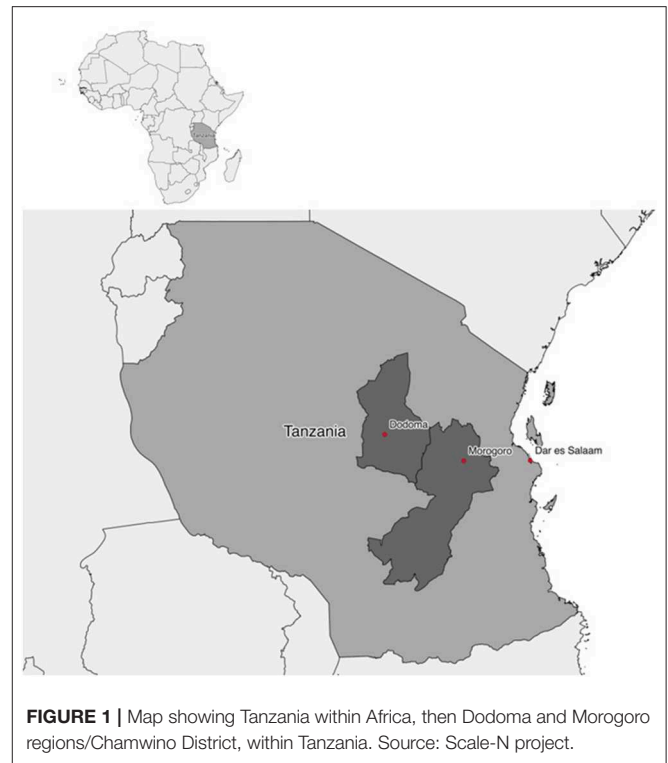 Tanzania
Dodoma
Tanzania
Morogoro
Dar es Salaam
FIGURE 1 | Map showing Tanzania within Africa, then Dodoma and Morogoro
regions/Chamwino District, within Tanzania. Source: Scale-N project.